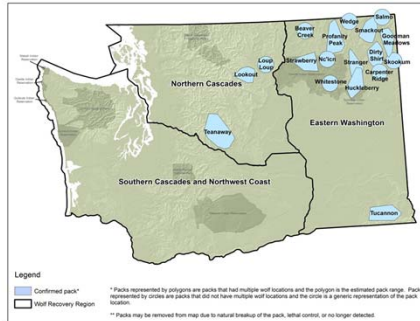 Wedge
Salmo
Beaver
Creek
Profanity
Peak
Smackout
Goodman
Meadows
Loop
Loop
Lookout
Strawberry
Nc'icn
Stranger
Dirty
Shirt
Skookum
Carpenter
Ridge
Whitestone
Huckleberry
Northern Cascades
Teanaway
Eastern Washington
Southern Cascades and Northwest Coast
Tucannon
Legend
Confirmed pack*
Wolf Recovery Region
* Packs represented by polygons are packs that had multiple wolf locations and the polygon is the estimated pack range. Packs
represented by circles are packs that did not have multiple wolf locations and the circle is a generic representation of the pack
location.
** Packs may be removed from map due to natural breakup of the pack, lethal control, or no longer detected.